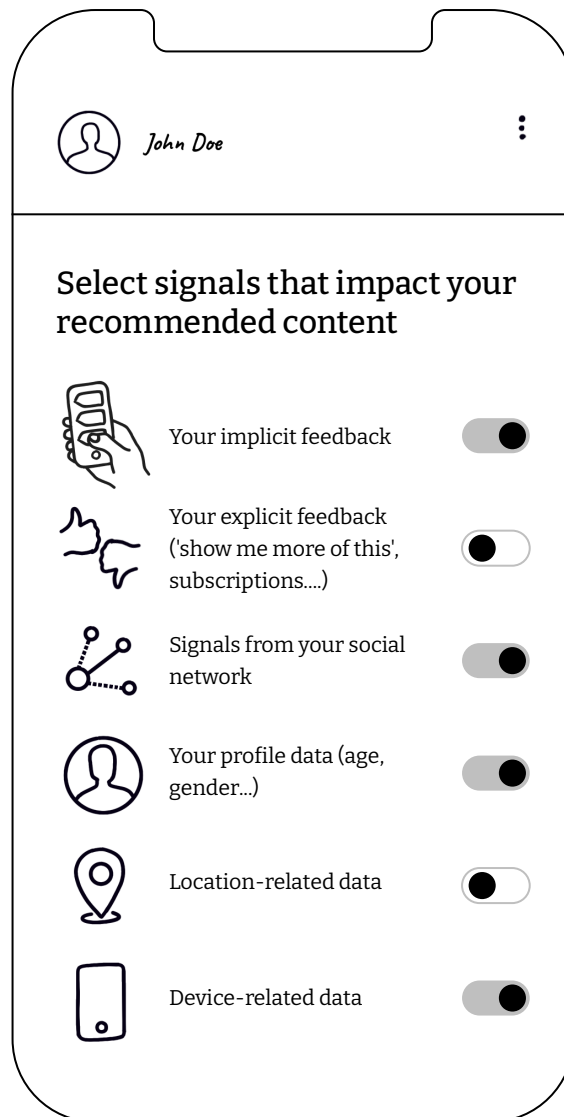 John Doe
Select signals that impact your
recommended content
Your implicit feedback
Your explicit feedback
('show me more of this',
subscriptions....)
Signals from your social
network
Your profile data (age,
gender...)
Location-related data
Device-related data